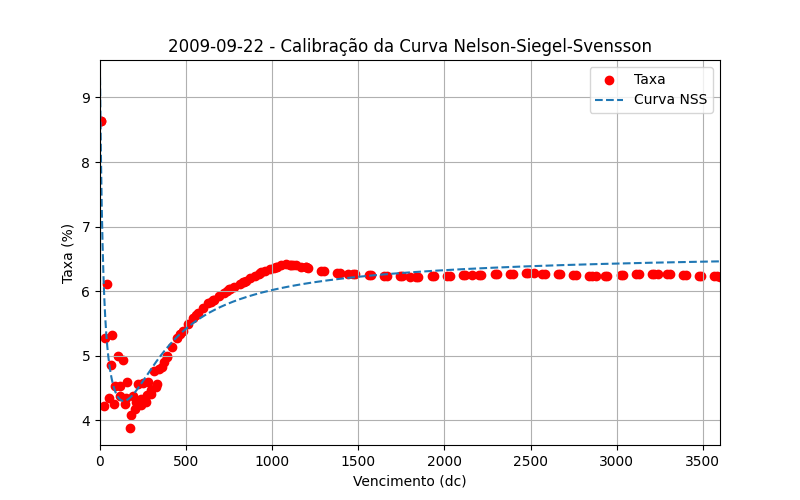 2009-09-22 - Calibração da Curva Nelson-Siegel-Svensson
Taxa
Curva NSS
Taxa (%)
9
8
7
6
5
4
0 500 1000 1500 2000 2500 3000 3500
Vencimento (dc)